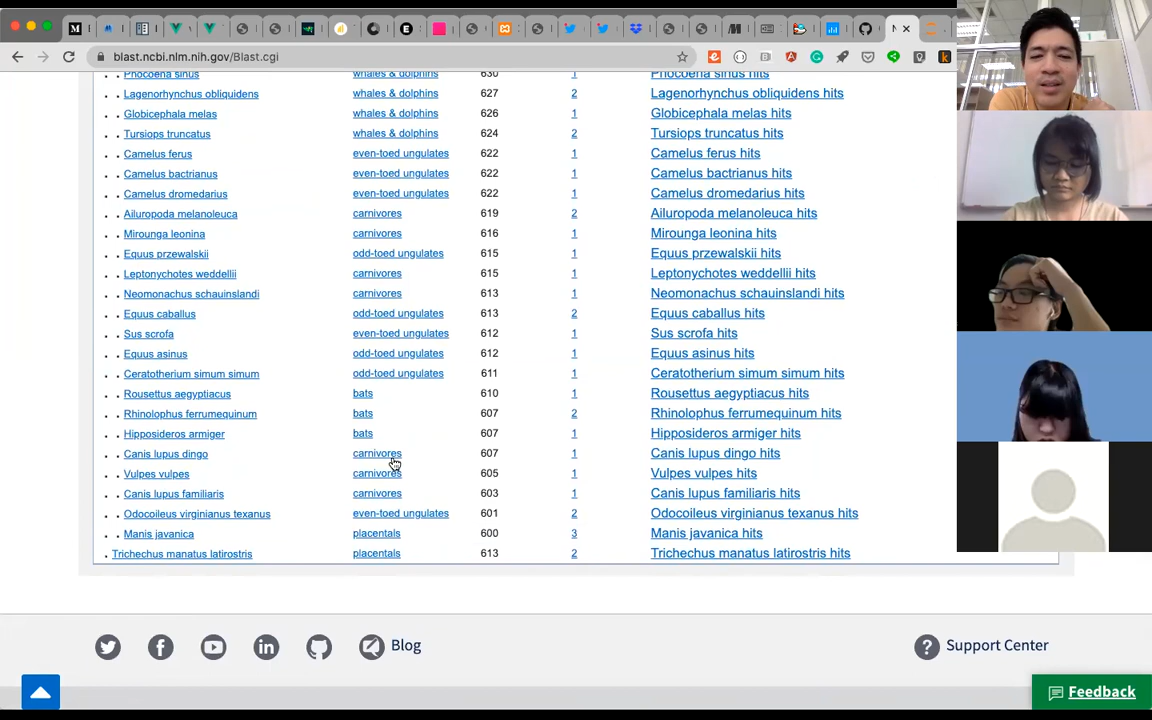 blast.ncbi.nlm.nih.gov/Blast.cgi
Phocoena sinus whales & dolphins 630 1 Phocoena sinus hits
Lagenorhynchus obliquidens whales & dolphins 627 2 Lagenorhynchus obliquidens hits
Globicephala melas whales & dolphins 626 1 Globicephala melas hits
Tursiops truncatus whales & dolphins 624 2 Tursiops truncatus hits
Camelus ferus even-toed ungulates 622 1 Camelus ferus hits
Camelus bactrianus even-toed ungulates 622 1 Camelus bactrianus hits
Camelus dromedarius even-toed ungulates 622 1 Camelus dromedarius hits
Ailuropoda melanoleuca carnivores 619 2 Ailuropoda melanoleuca hits
Mirounga leonina carnivores 616 1 Mirounga leonina hits
Equus przewalskii odd-toed ungulates 615 1 Equus przewalskii hits
Leptonychotes weddellii carnivores 615 1 Leptonychotes weddellii hits
Neomonachus schauinslandi carnivores 613 1 Neomonachus schauinslandi hits
Equus caballus odd-toed ungulates 613 2 Equus caballus hits
Sus scrofa even-toed ungulates 612 1 Sus scrofa hits
Equus asinus odd-toed ungulates 612 1 Equus asinus hits
Ceratotherium simum simum odd-toed ungulates 611 1 Ceratotherium simum simum hits
Rousettus aegyptiacus bats 610 1 Rousettus aegyptiacus hits
Rhinolophus ferrumequinum bats 607 2 Rhinolophus ferrumequinum hits
Hipposideros armiger bats 607 1 Hipposideros armiger hits
Canis lupus dingo carnivores 607 1 Canis lupus dingo hits
Vulpes vulpes carnivores 605 1 Vulpes vulpes hits
Canis lupus familiaris carnivores 603 1 Canis lupus familiaris hits
Odocoileus virginianus texanus even-toed ungulates 601 2 Odocoileus virginianus texanus hits
Manis javanica placentals 600 3 Manis javanica hits
Trichechus manatus latirostris placentals 613 2 Trichechus manatus latirostris hits
Blog
Support Center
Feedback